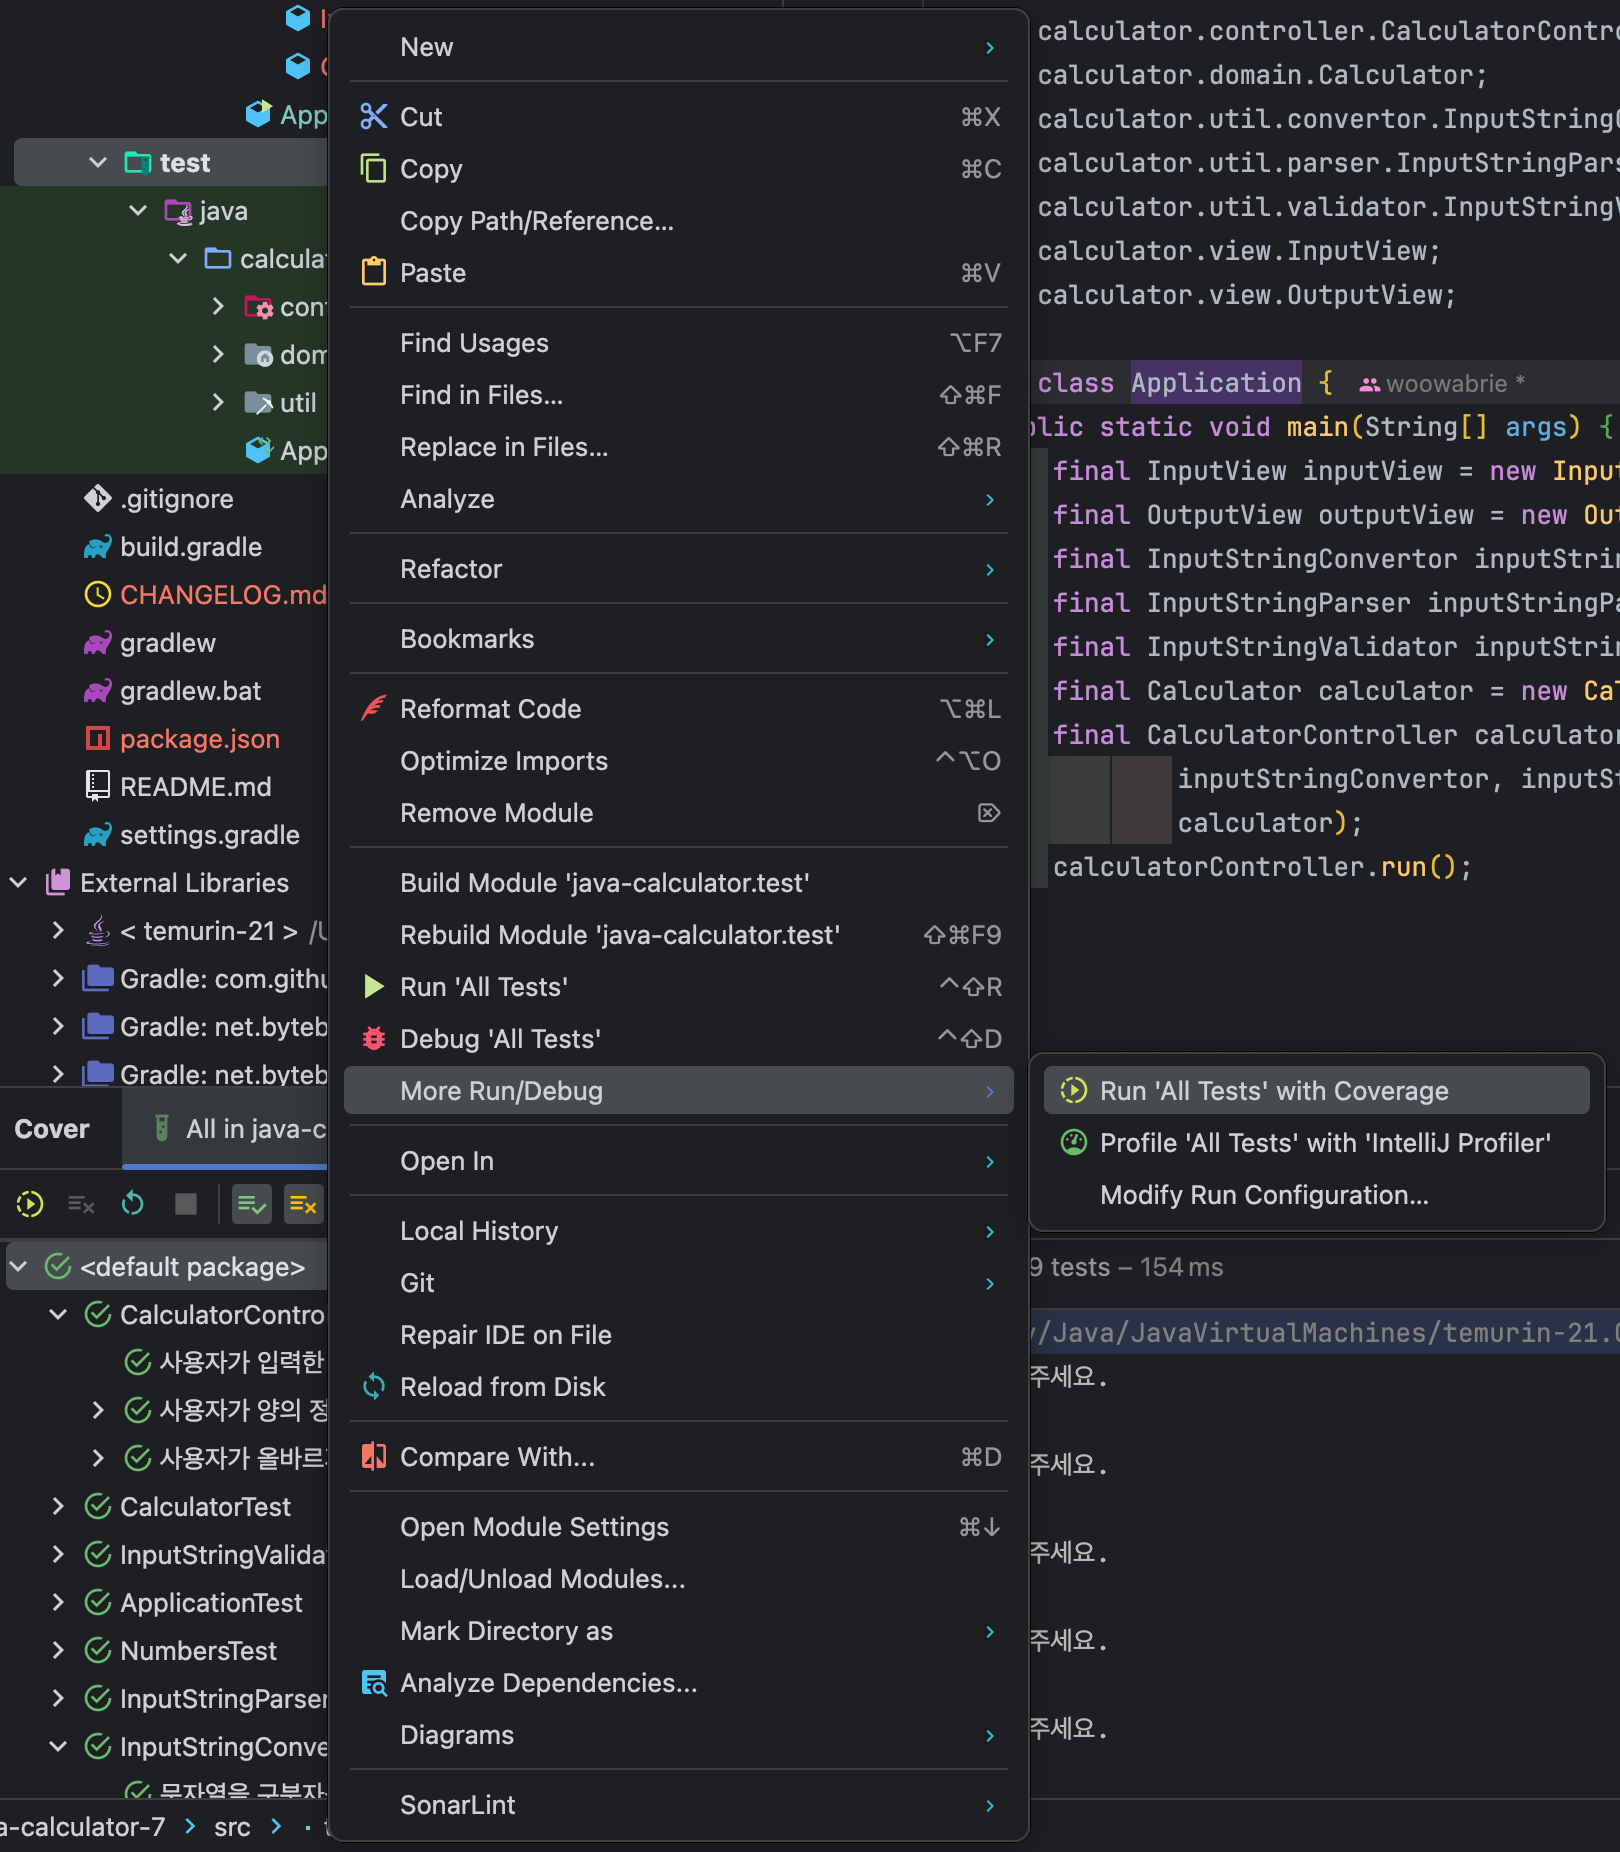 App
test
java
calcula
con
dom
util
App
.gitignore
build.gradle
CHANGELOG.md
gradlew
gradlew.bat
package.json
README.md
settings.gradle
External Libraries
< temurin-21 > /U
Gradle: com.githu
Gradle: net.byteb
Gradle: net.byteb
Cover
All in java-c
<default package>
CalculatorContro
사용자가 입력한
사용자가 양의 정
사용자가 올바르
CalculatorTest
InputStringValida
ApplicationTest
NumbersTest
InputStringParser
InputStringConve
문자열을 구분자
a-calculator-7 > src >
New
Cut ⌘X
Copy ⌘C
Copy Path/Reference...
Paste ⌘V
Find Usages ⌥F7
Find in Files... ⇧⌘F
Replace in Files... ⇧⌘R
Analyze
Refactor
Bookmarks
Reformat Code ⌥⌘L
Optimize Imports ^⌥O
Remove Module ⌦
Build Module 'java-calculator.test'
Rebuild Module 'java-calculator.test' ⇧⌘F9
Run 'All Tests' ^⇧R
Debug 'All Tests' ^⇧D
More Run/Debug
Open In
Local History
Git
Repair IDE on File
Reload from Disk
Compare With... ⌘D
Open Module Settings ⌘↓
Load/Unload Modules...
Mark Directory as
Analyze Dependencies...
Diagrams
SonarLint
Run 'All Tests' with Coverage
Profile 'All Tests' with 'IntelliJ Profiler'
Modify Run Configuration...
calculator.controller.CalculatorContro
calculator.domain.Calculator;
calculator.util.convertor.InputStringC
calculator.util.parser.InputStringPars
calculator.util.validator.InputStringV
calculator.view.InputView;
calculator.view.OutputView;
class Application { woowabrie *
blic static void main(String[] args) {
final InputView inputView = new Input
final OutputView outputView = new Out
final InputStringConvertor inputStrin
final InputStringParser inputStringPa
final InputStringValidator inputStrin
final Calculator calculator = new Cal
final CalculatorController calculator
inputStringConvertor, inputSt
calculator);
calculatorController.run();
9 tests – 154 ms
/Java/JavaVirtualMachines/temurin-21.0
주세요.
주세요.
주세요.
주세요.
주세요.